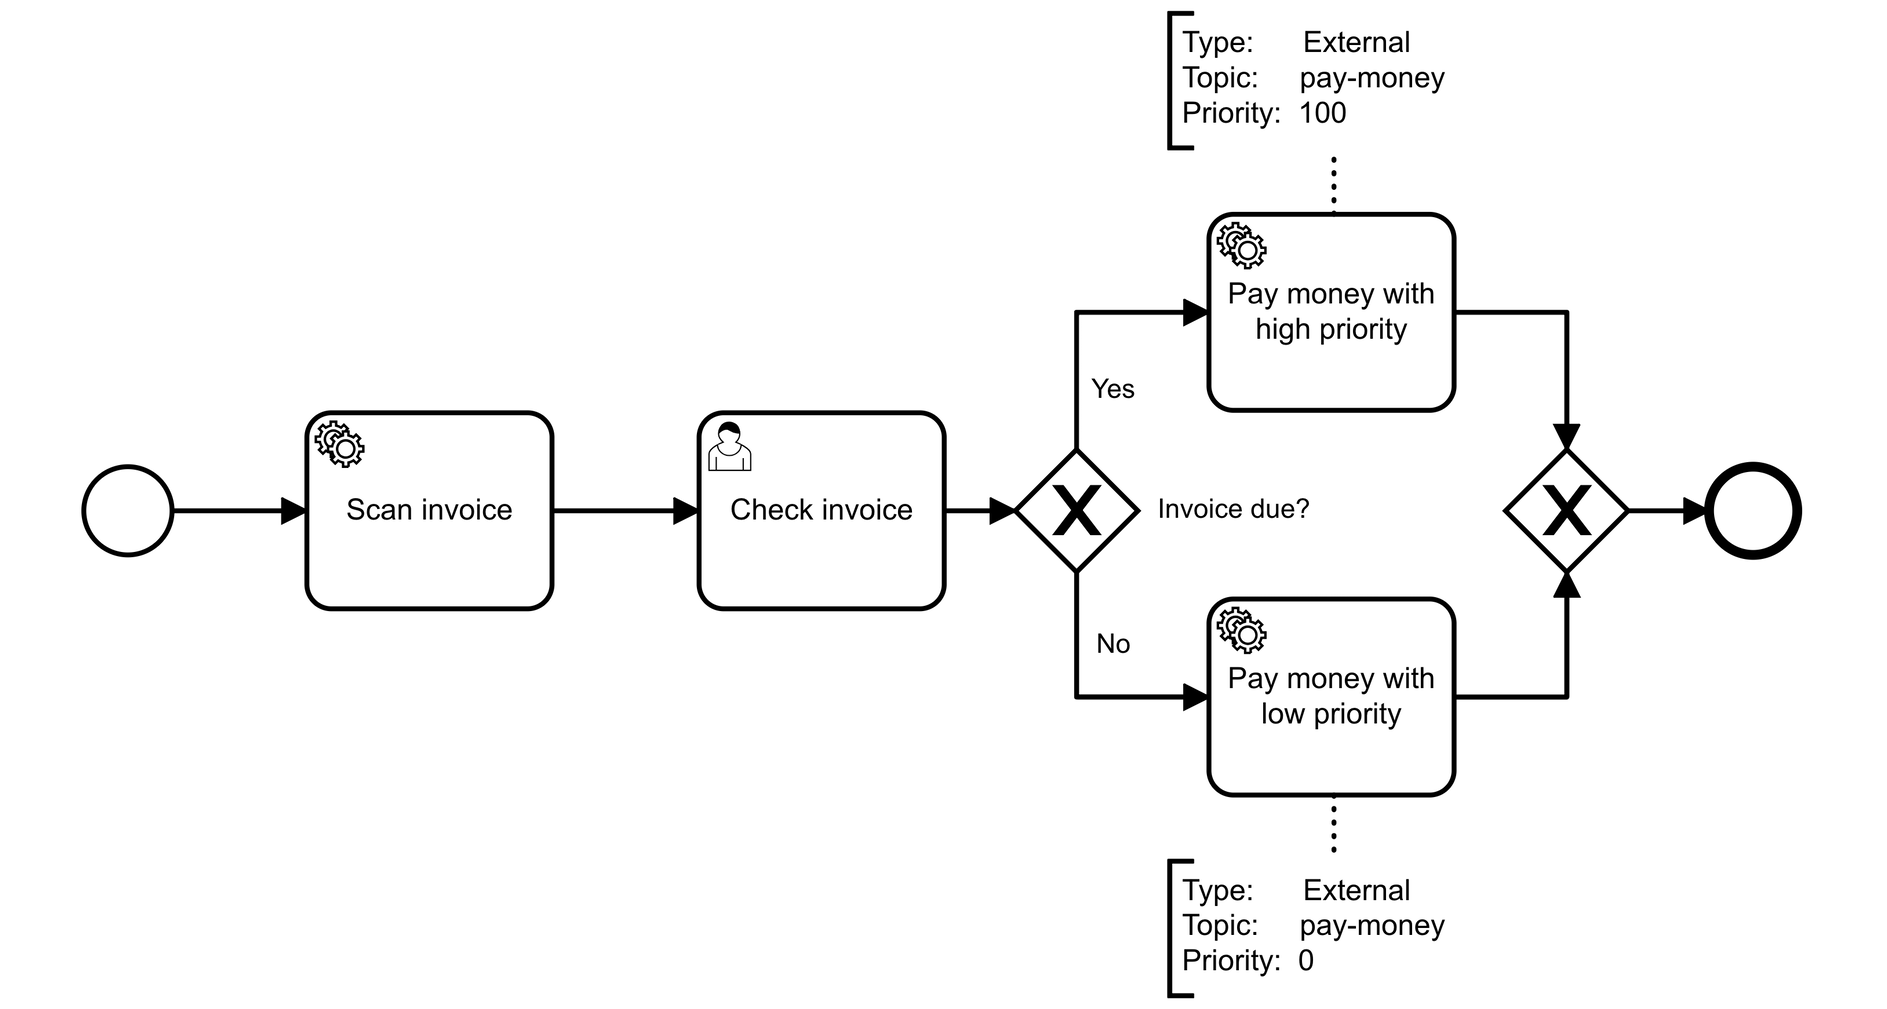 Type: External
Topic: pay-money
Priority: 100
Pay money with
high priority
Yes
Scan invoice
Check invoice
X
Invoice due?
X
No
Pay money with
low priority
Type: External
Topic: pay-money
Priority: 0